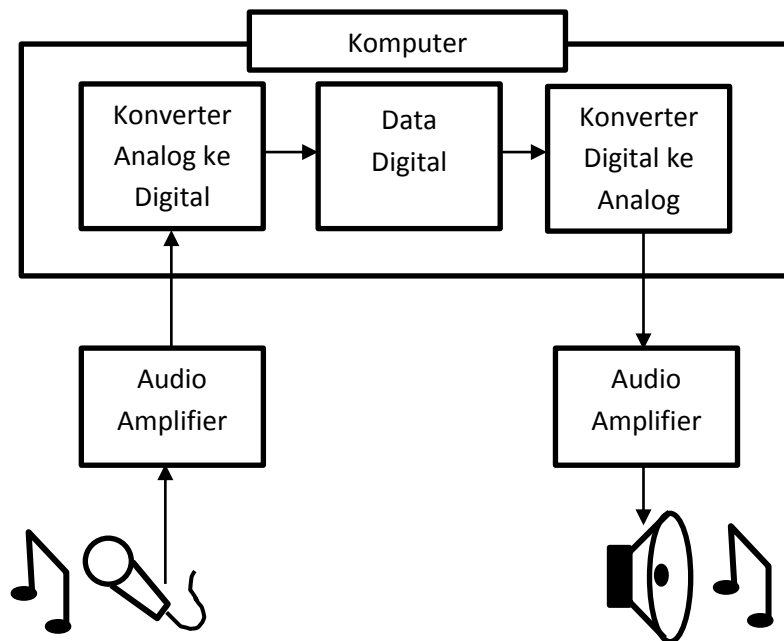 Komputer
Konverter
Analog ke
Digital
Data
Digital
Konverter
Digital ke
Analog
Audio
Amplifier
Audio
Amplifier